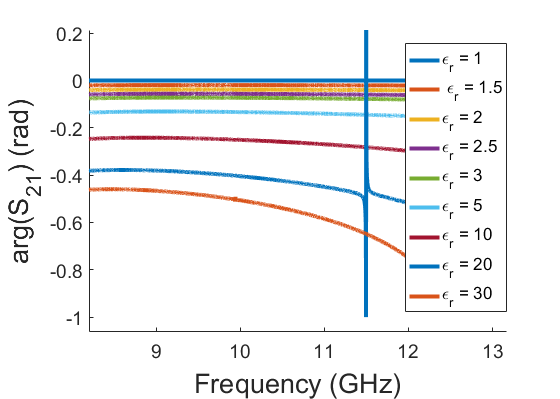 arg(S₂₁) (rad)
0.2
0
-0.2
-0.4
-0.6
-0.8
-1
9
10
11
12
13
Frequency (GHz)
ϵᵣ = 1
ϵᵣ = 1.5
ϵᵣ = 2
ϵᵣ = 2.5
ϵᵣ = 3
ϵᵣ = 5
ϵᵣ = 10
ϵᵣ = 20
ϵᵣ = 30